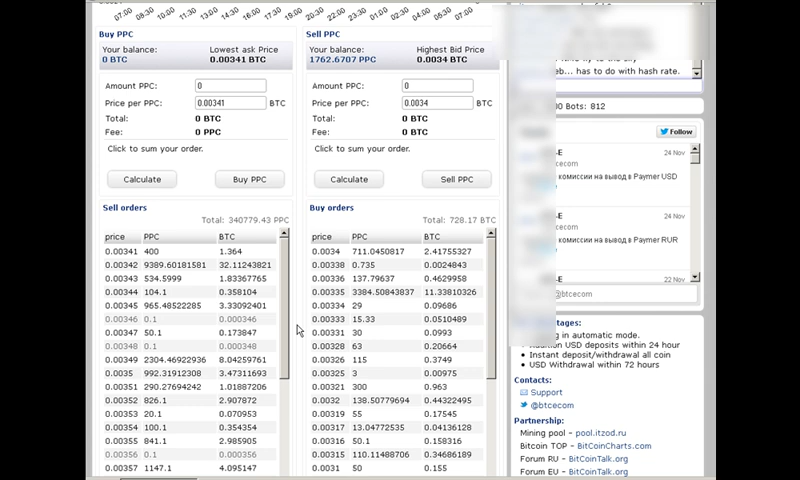 07:00 08:30 10:00 11:30 13:00 14:30 16:00 17:30 19:00 20:30 22:00 23:30 01:00 02:30 04:00 05:30 07:00
Buy PPC
Your balance: Lowest ask Price
0 BTC 0.00341 BTC
Amount PPC: 0
Price per PPC: 0.00341 BTC
Total: 0 BTC
Fee: 0 PPC
Click to sum your order.
Calculate Buy PPC
Sell PPC
Your balance: Highest Bid Price
1762.6707 PPC 0.0034 BTC
Amount PPC: 0
Price per PPC: 0.0034 BTC
Total: 0 BTC
Fee: 0 BTC
Click to sum your order.
Calculate Sell PPC
Sell orders
Total: 340779.43 PPC
price PPC BTC
0.00341 400 1.364
0.00342 9389.60181581 32.11243821
0.00343 534.5999 1.83367765
0.00344 104.1 0.358104
0.00345 965.48522285 3.33092401
0.00346 0.1 0.000346
0.00347 50.1 0.173847
0.00348 0.1 0.000348
0.00349 2304.46922936 8.04259761
0.0035 992.31912308 3.47311693
0.00351 290.27694242 1.01887206
0.00352 826.1 2.907872
0.00353 20.1 0.070953
0.00354 100.1 0.354354
0.00355 841.1 2.985905
0.00356 0.1 0.000356
0.00357 1147.1 4.095147
Buy orders
Total: 728.17 BTC
price PPC BTC
0.0034 711.0450817 2.41755327
0.00338 0.735 0.0024843
0.00336 137.79637 0.4629958
0.00335 3384.50843837 11.33810326
0.00334 29 0.09686
0.00333 15.33 0.0510489
0.00331 30 0.0993
0.00328 63 0.20664
0.00326 115 0.3749
0.00325 3 0.00975
0.00321 300 0.963
0.0032 138.50779694 0.44322495
0.00319 55 0.17545
0.00317 13.04772535 0.04136128
0.00316 50.1 0.158316
0.00315 110.11488706 0.34686189
0.0031 50 0.155
has to do with hash rate.
Bots: 812
Follow
24 Nov
комиссии на вывод в Paymer USD
24 Nov
комиссии на вывод в Paymer RUR
22 Nov
@btcecom
in automatic mode.
USD deposits within 24 hour
• Instant deposit/withdrawal all coin
• USD Withdrawal within 72 hours
Contacts:
Support
@btcecom
Partnership:
Mining pool - pool.itzod.ru
Bitcoin TOP - BitCoinCharts.com
Forum RU - BitCoinTalk.org
Forum EU - BitCoinTalk.org